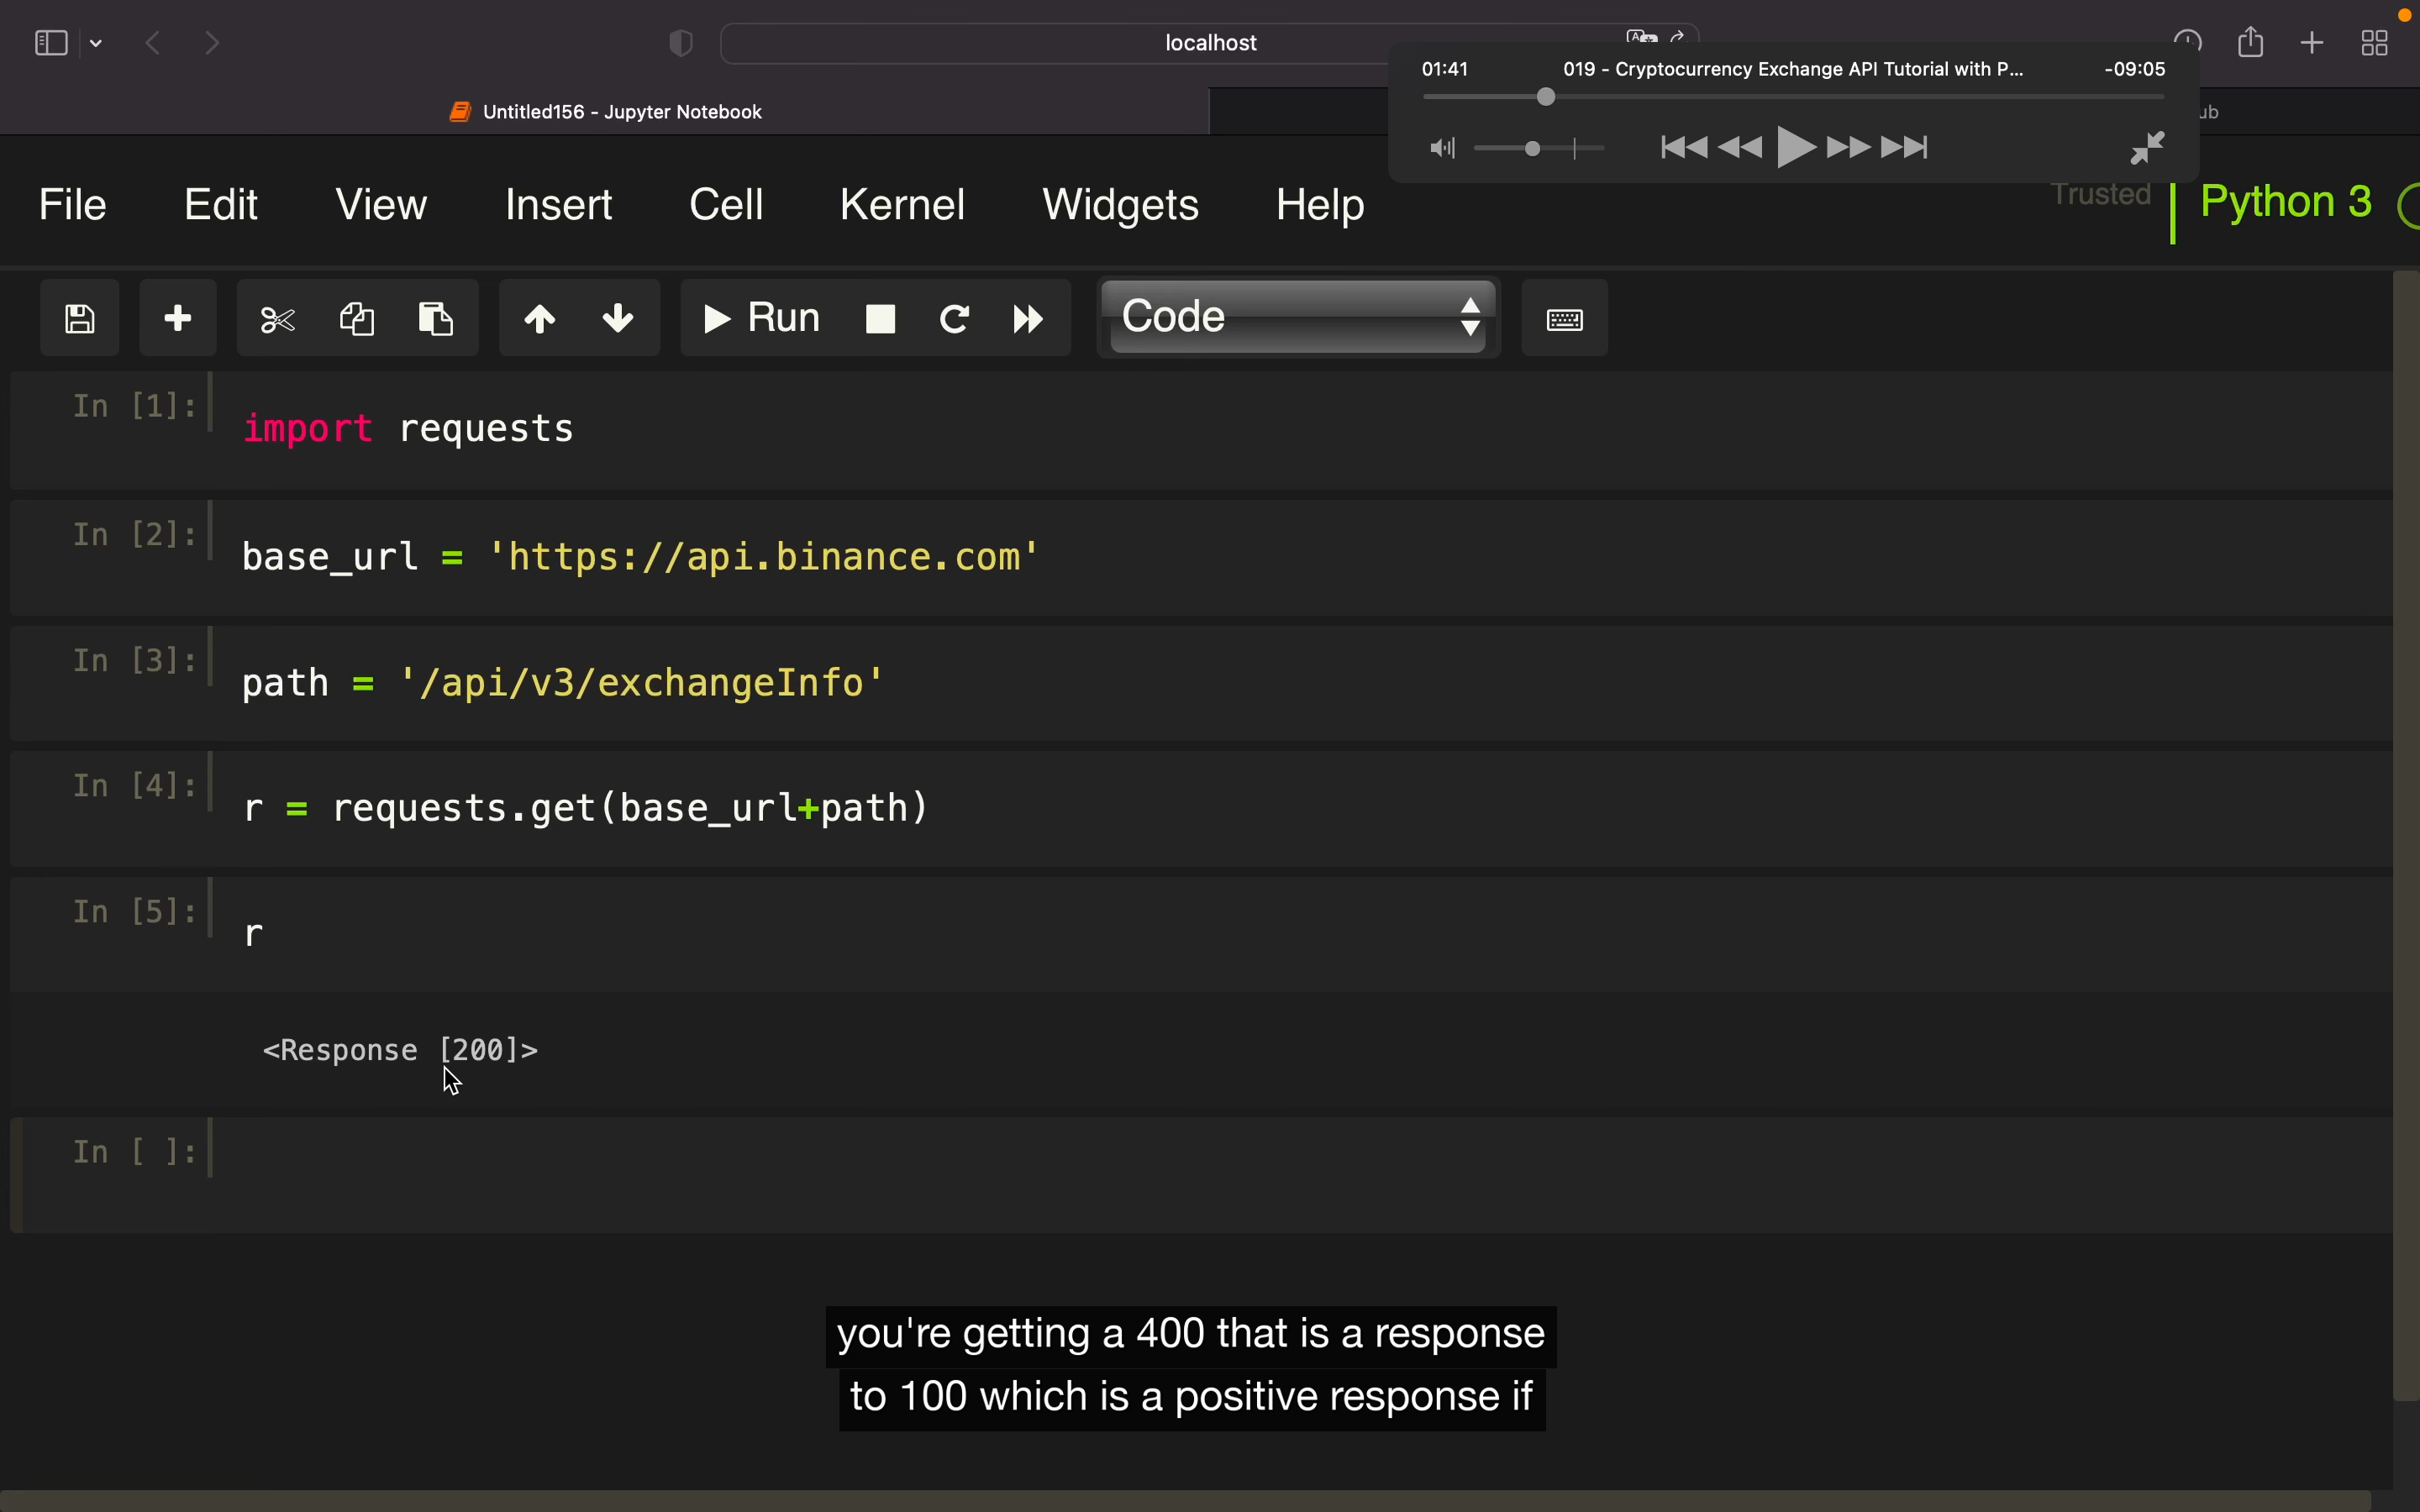 localhost
01:41 019 - Cryptocurrency Exchange API Tutorial with P... -09:05
Untitled156 - Jupyter Notebook
ub
File Edit View Insert Cell Kernel Widgets Help Trusted Python 3
Run Code
In [1]: import requests
In [2]: base_url = 'https://api.binance.com'
In [3]: path = '/api/v3/exchangeInfo'
In [4]: r = requests.get(base_url+path)
In [5]: r
<Response [200]>
In [ ]:
you're getting a 400 that is a response
to 100 which is a positive response if